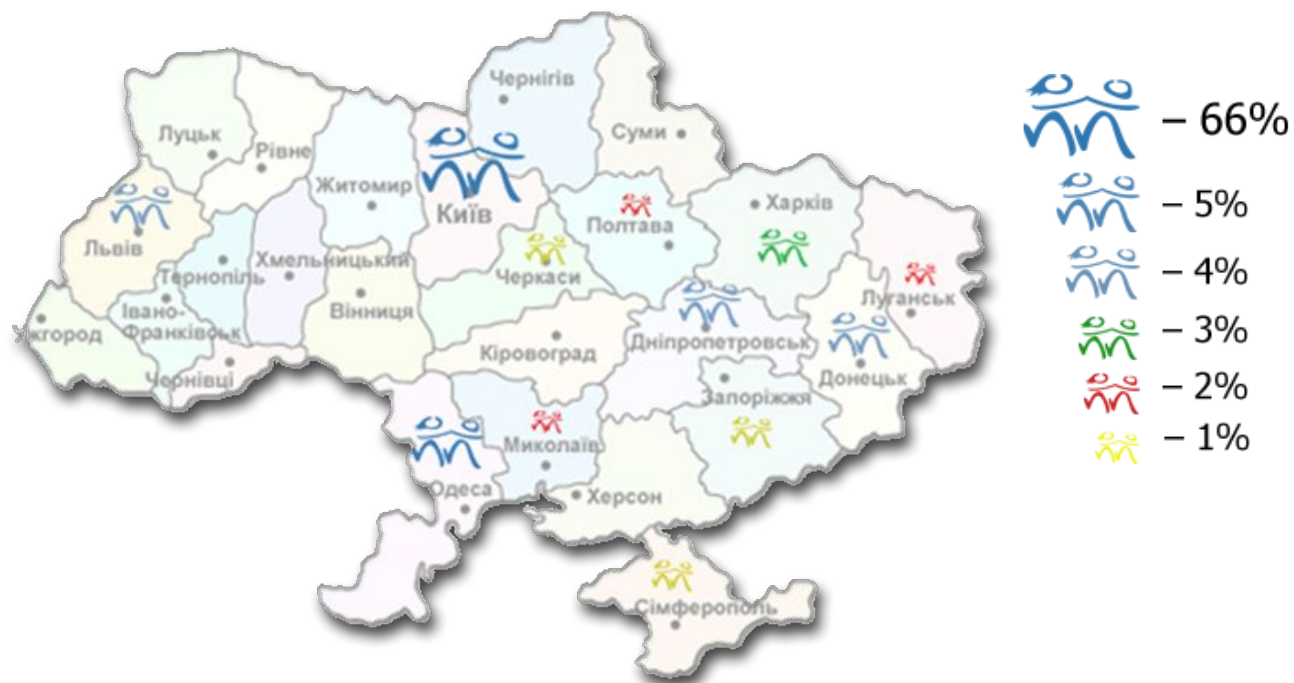 Чернігів
Луцьк
Рівне
Суми
Житомир
Київ
Харків
Полтава
Львів
Тернопіль
Хмельницький
Черкаси
Луганськ
Івано-
Франківськ
Вінниця
Ужгород
Кіровоград
Дніпропетровськ
Донецьк
Чернівці
Запоріжжя
Миколаїв
Одеса
Херсон
Сімферополь
– 66%
– 5%
– 4%
– 3%
– 2%
– 1%